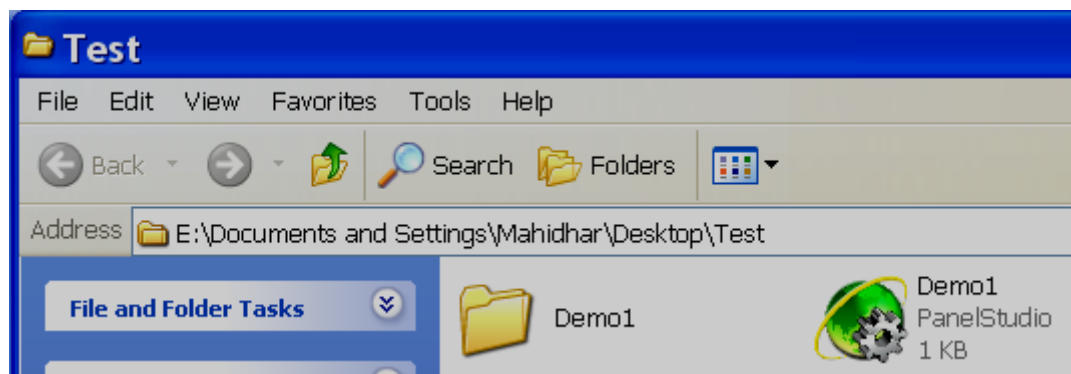 Test
File Edit View Favorites Tools Help
Back Search Folders
Address E:\Documents and Settings\Mahidhar\Desktop\Test
File and Folder Tasks
Demo1
Demo1
PanelStudio
1 KB